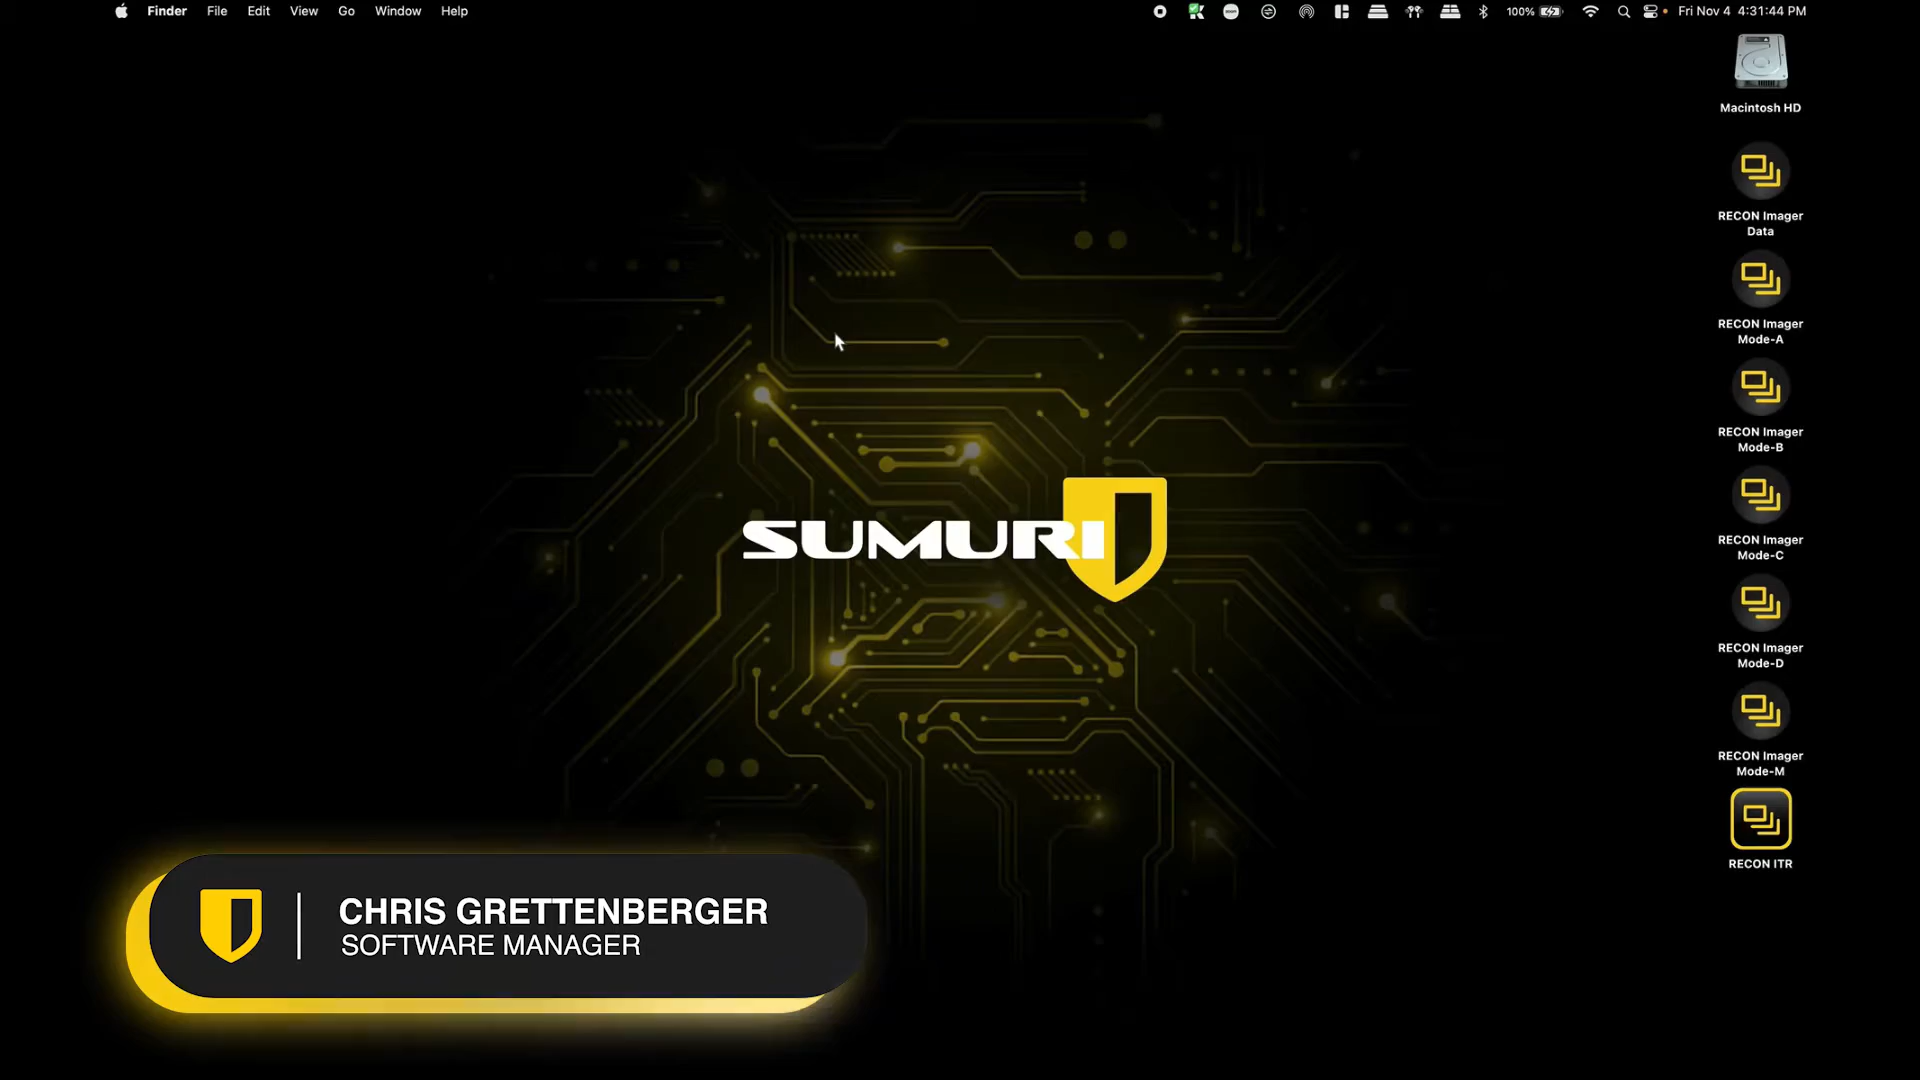 Finder File Edit View Go Window Help
100% Fri Nov 4 4:31:44 PM
Macintosh HD
RECON Imager
Data
RECON Imager
Mode-A
RECON Imager
Mode-B
RECON Imager
Mode-C
RECON Imager
Mode-D
RECON Imager
Mode-M
RECON ITR
SUMURI
CHRIS GRETTENBERGER
SOFTWARE MANAGER